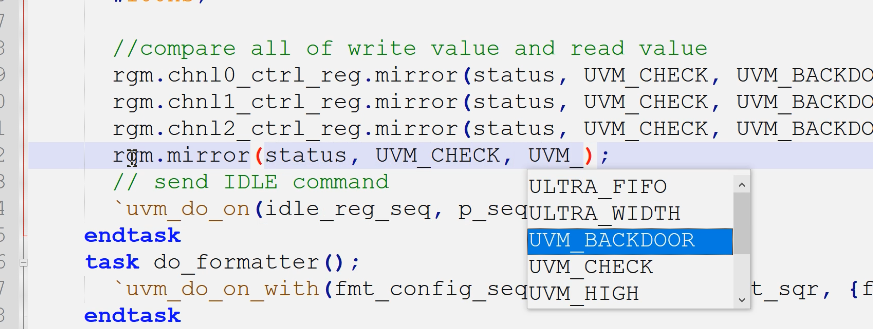 //compare all of write value and read value
rgm.chnl0_ctrl_reg.mirror(status, UVM_CHECK, UVM_BACKDO
rgm.chnl1_ctrl_reg.mirror(status, UVM_CHECK, UVM_BACKDO
rgm.chnl2_ctrl_reg.mirror(status, UVM_CHECK, UVM_BACKDO
rgm.mirror(status, UVM_CHECK, UVM_);
// send IDLE command
`uvm_do_on(idle_reg_seq, p_seq
endtask
task do_formatter();
`uvm_do_on_with(fmt_config_seq t_sqr, {f
endtask
ULTRA_FIFO
ULTRA_WIDTH
UVM_BACKDOOR
UVM_CHECK
UVM_HIGH